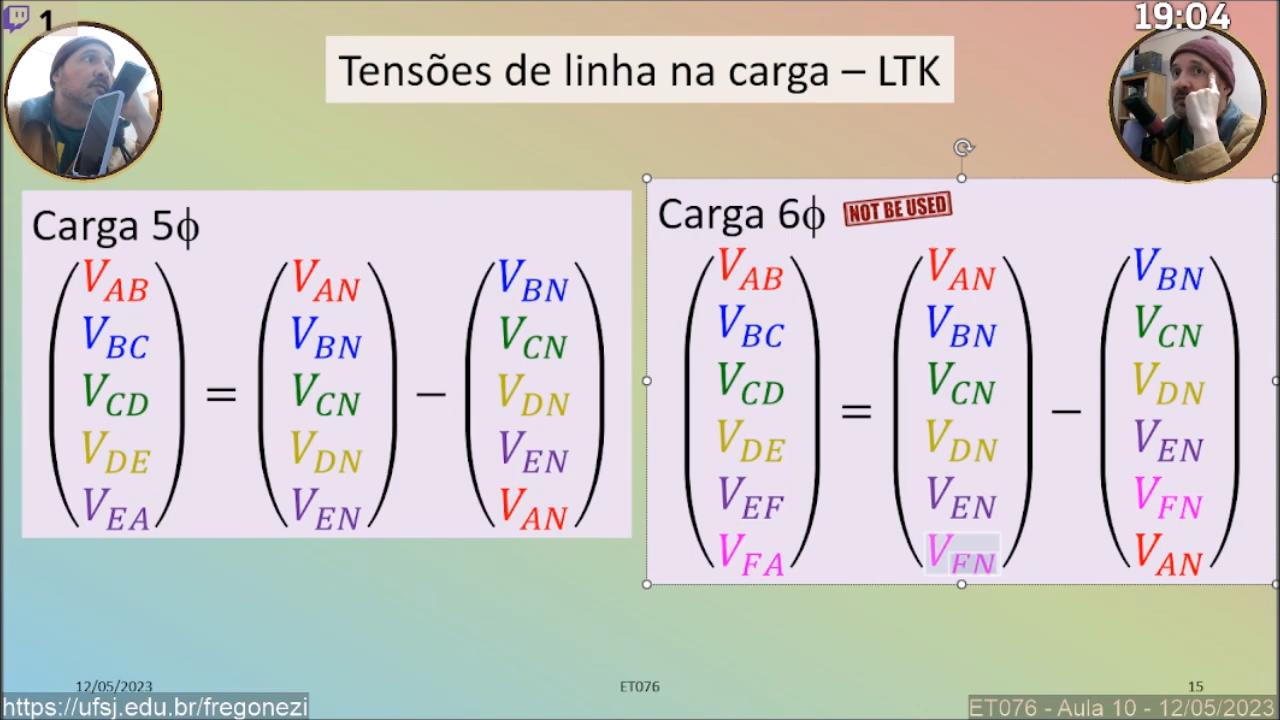 1
19:04
Tensões de linha na carga – LTK
Carga 5ϕ
V_AB V_AN V_BN
V_BC V_BN V_CN
V_CD = V_CN − V_DN
V_DE V_DN V_EN
V_EA V_EN V_AN
Carga 6ϕ NOT BE USED
V_AB V_AN V_BN
V_BC V_BN V_CN
V_CD = V_CN − V_DN
V_DE V_DN V_EN
V_EF V_EN V_FN
V_FA V_FN V_AN
12/05/2023 ET076 15
https://ufsj.edu.br/fregonezi ET076 - Aula 10 - 12/05/2023